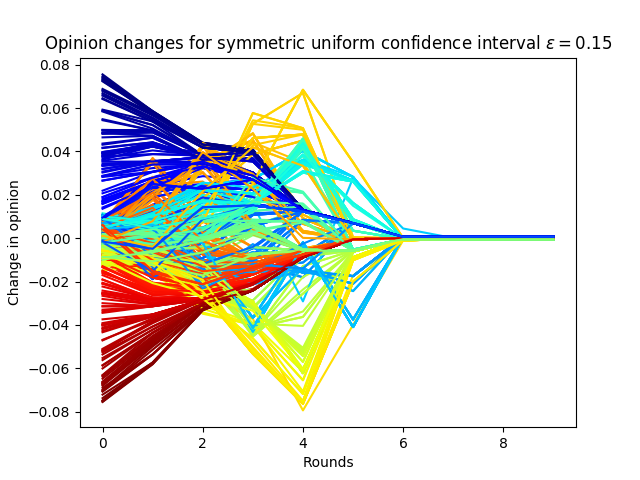 Opinion changes for symmetric uniform confidence interval ε = 0.15
0.08
0.06
0.04
0.02
0.00
−0.02
−0.04
−0.06
−0.08
Change in opinion
0 2 4 6 8
Rounds